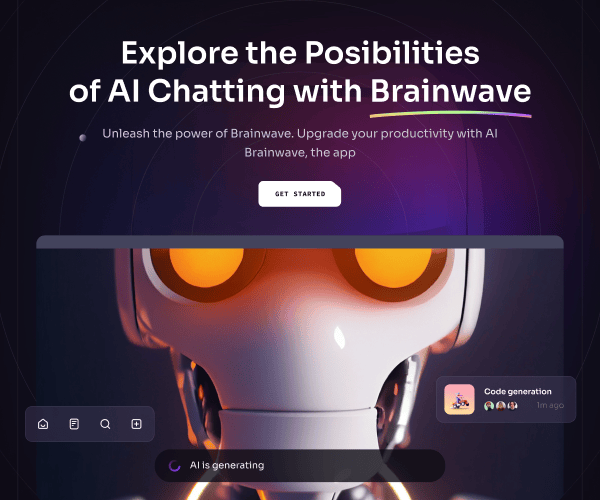 Explore the Posibilities
of AI Chatting with Brainwave
Unleash the power of Brainwave. Upgrade your productivity with AI
Brainwave, the app
GET STARTED
Code generation
1m ago
AI is generating